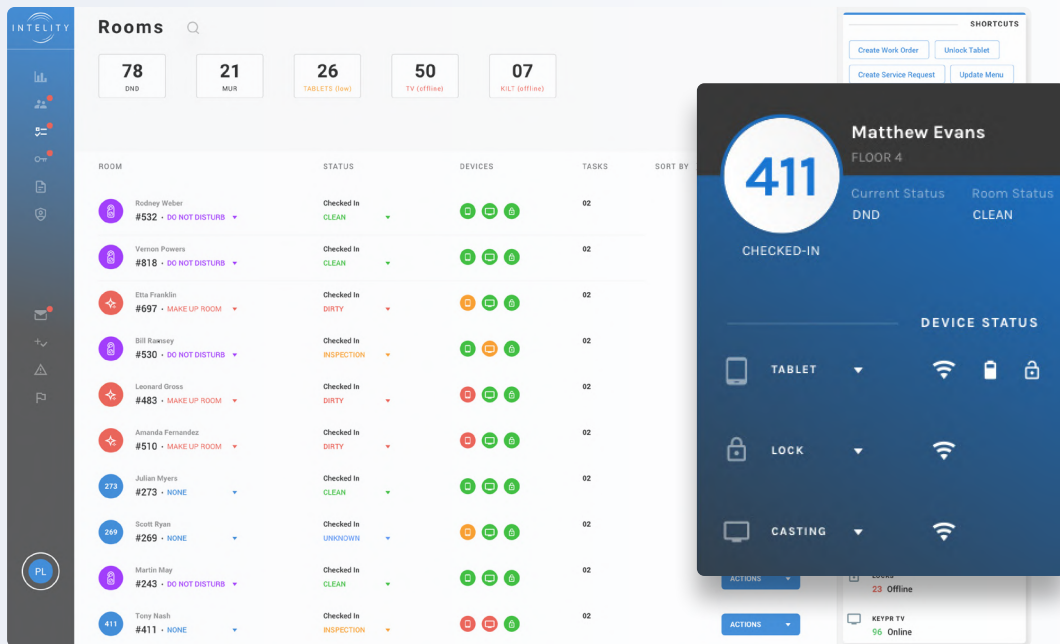 INTELITY
Rooms
78
DND
21
MUR
26
TABLETS (low)
50
TV (offline)
07
KILT (offline)
SHORTCUTS
Create Work Order
Unlock Tablet
Create Service Request
Update Menu
ROOM
STATUS
DEVICES
TASKS
SORT BY
Rodney Weber
#532 • DO NOT DISTURB
Checked In
CLEAN
02
Vernon Powers
#818 • DO NOT DISTURB
Checked In
CLEAN
02
Etta Franklin
#697 • MAKE UP ROOM
Checked In
DIRTY
02
Bill Ramsey
#530 • DO NOT DISTURB
Checked In
INSPECTION
02
Leonard Gross
#483 • MAKE UP ROOM
Checked In
DIRTY
02
Amanda Fernandez
#510 • MAKE UP ROOM
Checked In
DIRTY
02
273
Julian Myers
#273 • NONE
Checked In
CLEAN
02
269
Scott Ryan
#269 • NONE
Checked In
UNKNOWN
02
Martin May
#243 • DO NOT DISTURB
Checked In
CLEAN
02
ACTIONS
411
Tony Nash
#411 • NONE
Checked In
INSPECTION
02
ACTIONS
PL
411
CHECKED-IN
Matthew Evans
FLOOR 4
Current Status
DND
Room Status
CLEAN
DEVICE STATUS
TABLET
LOCK
CASTING
23 Offline
KEYPR TV
96 Online